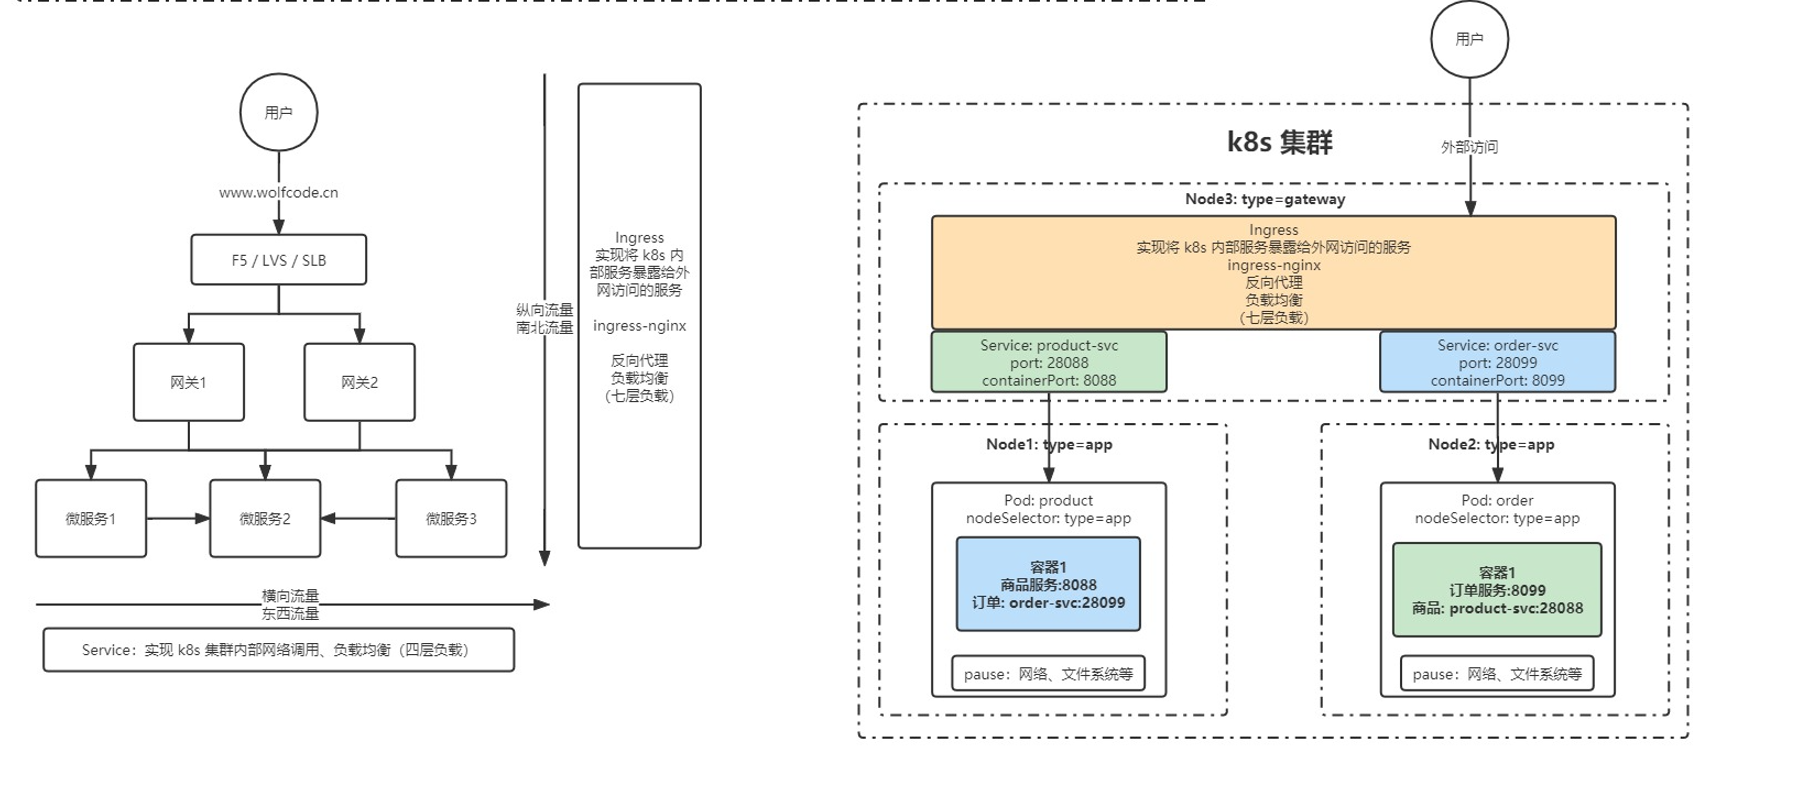 用户
www.wolfcode.cn
F5 / LVS / SLB
网关1
网关2
微服务1
微服务2
微服务3
横向流量
东西流量
Service：实现 k8s 集群内部网络调用、负载均衡（四层负载）
纵向流量
南北流量
Ingress
实现将 k8s 内
部服务暴露给外
网访问的服务
ingress-nginx
反向代理
负载均衡
（七层负载）
用户
外部访问
k8s 集群
Node3: type=gateway
Ingress
实现将 k8s 内部服务暴露给外网访问的服务
ingress-nginx
反向代理
负载均衡
（七层负载）
Service: product-svc
port: 28088
containerPort: 8088
Service: order-svc
port: 28099
containerPort: 8099
Node1: type=app
Pod: product
nodeSelector: type=app
容器1
商品服务:8088
订单: order-svc:28099
pause：网络、文件系统等
Node2: type=app
Pod: order
nodeSelector: type=app
容器1
订单服务:8099
商品: product-svc:28088
pause：网络、文件系统等